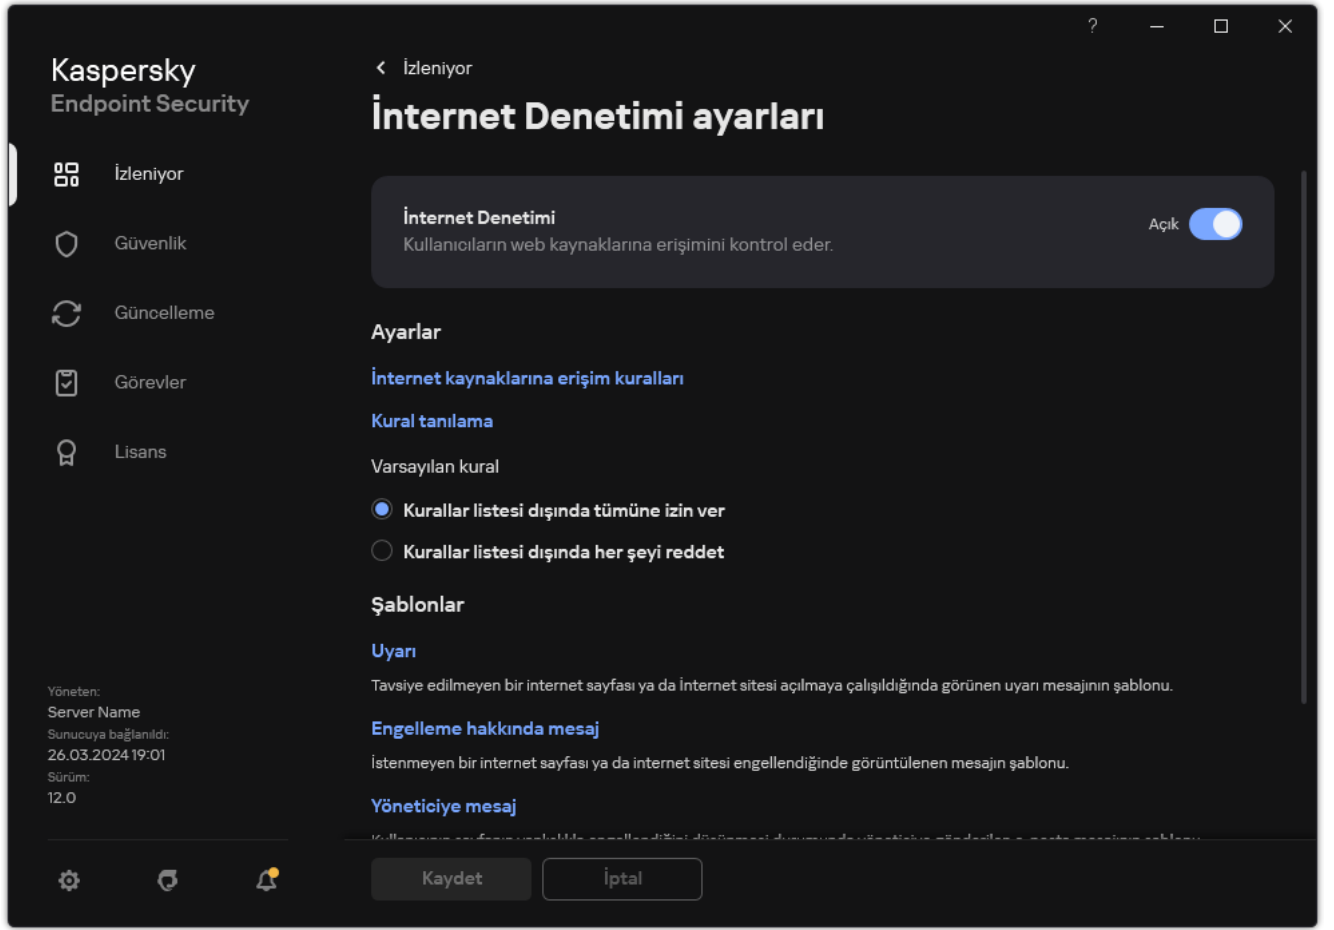 ?
Kaspersky
Endpoint Security
İzleniyor
Güvenlik
Güncelleme
Görevler
Lisans
Yöneten:
Server Name
Sunucuya bağlanıldı:
26.03.2024 19:01
Sürüm:
12.0
İzleniyor
İnternet Denetimi ayarları
İnternet Denetimi
Kullanıcıların web kaynaklarına erişimini kontrol eder.
Açık
Ayarlar
İnternet kaynaklarına erişim kuralları
Kural tanılama
Varsayılan kural
Kurallar listesi dışında tümüne izin ver
Kurallar listesi dışında her şeyi reddet
Şablonlar
Uyarı
Tavsiye edilmeyen bir internet sayfası ya da İnternet sitesi açılmaya çalışıldığında görünen uyarı mesajının şablonu.
Engelleme hakkında mesaj
İstenmeyen bir internet sayfası ya da internet sitesi engellendiğinde görüntülenen mesajın şablonu.
Yöneticiye mesaj
Kaydet
İptal